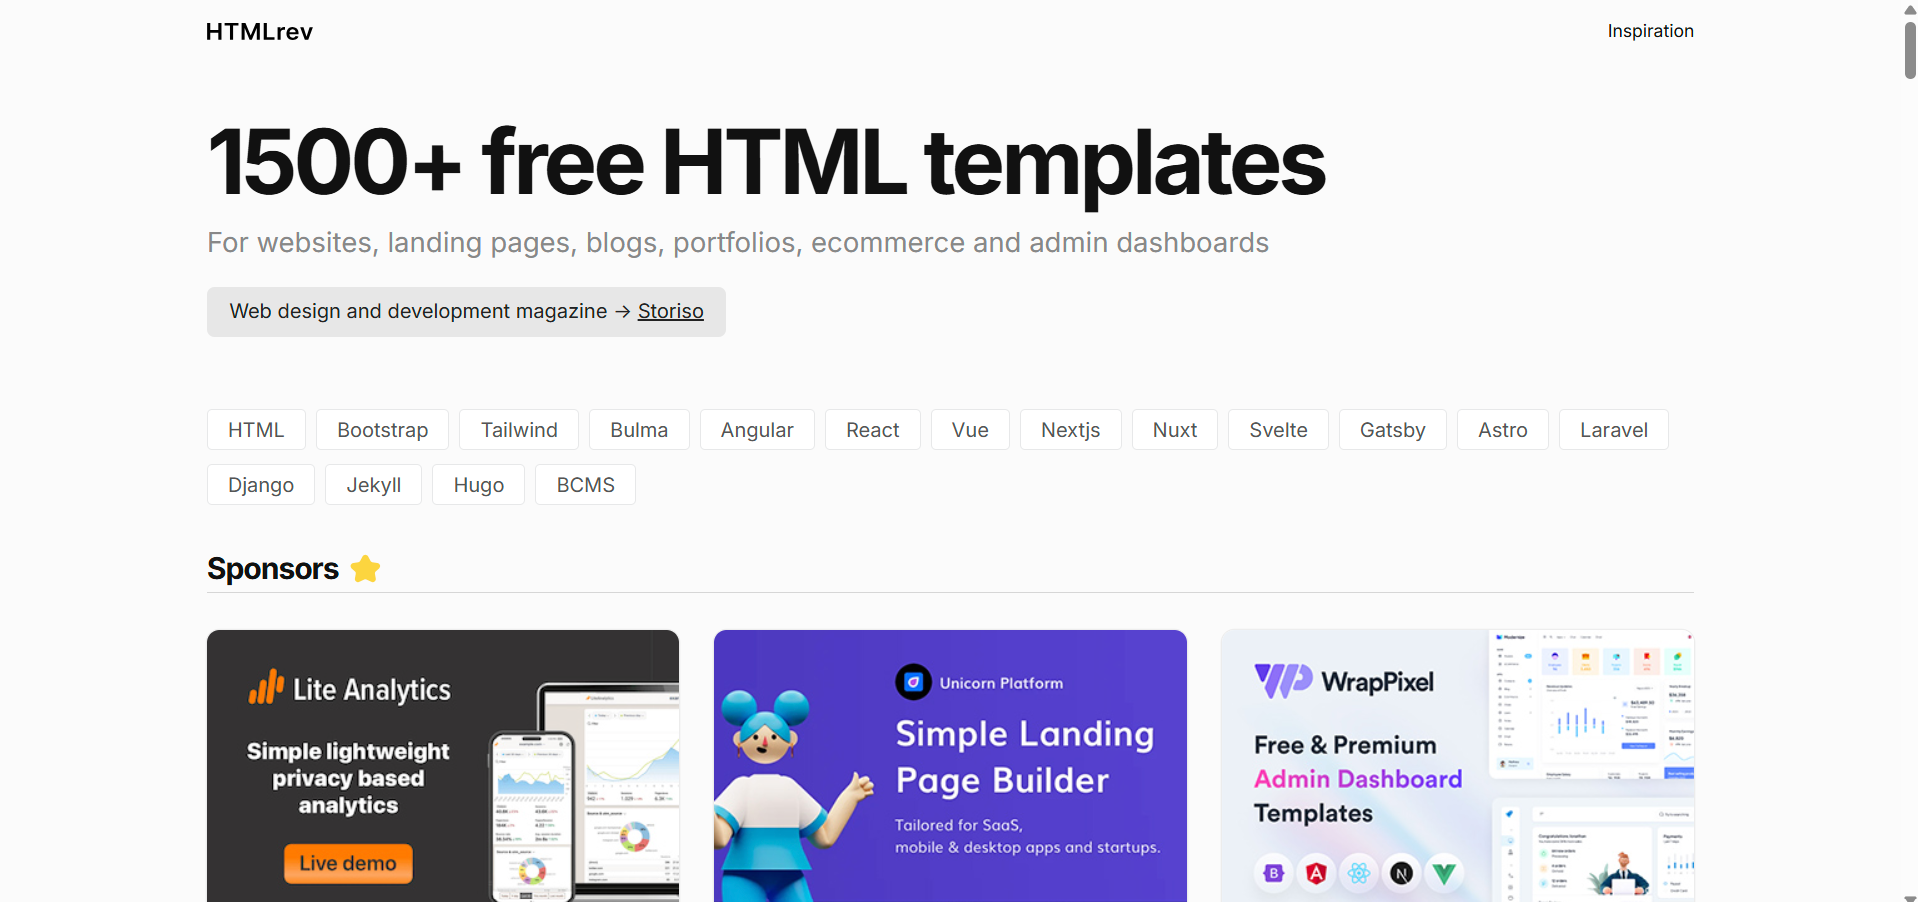 HTMLrev
Inspiration
1500+ free HTML templates
For websites, landing pages, blogs, portfolios, ecommerce and admin dashboards
Web design and development magazine → Storiso
HTML Bootstrap Tailwind Bulma Angular React Vue Nextjs Nuxt Svelte Gatsby Astro Laravel
Django Jekyll Hugo BCMS
Sponsors
Lite Analytics
Simple lightweight
privacy based
analytics
Live demo
Unicorn Platform
Simple Landing
Page Builder
Tailored for SaaS,
mobile & desktop apps and startups.
WrapPixel
Free & Premium
Admin Dashboard
Templates